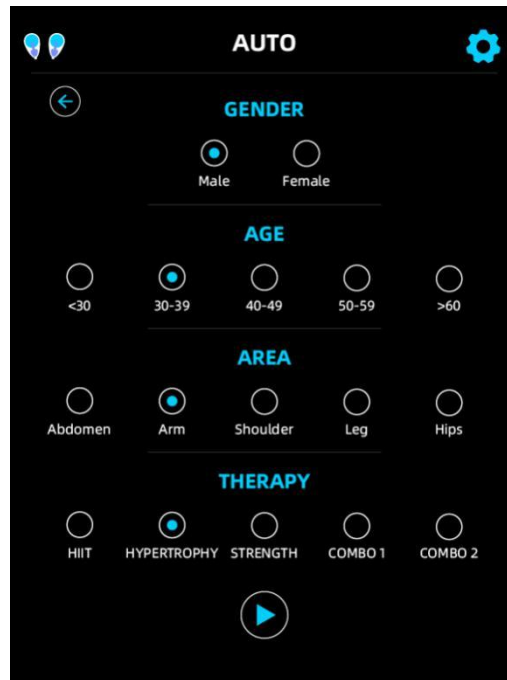 AUTO
GENDER
Male Female
AGE
<30 30-39 40-49 50-59 >60
AREA
Abdomen Arm Shoulder Leg Hips
THERAPY
HIIT HYPERTROPHY STRENGTH COMBO 1 COMBO 2